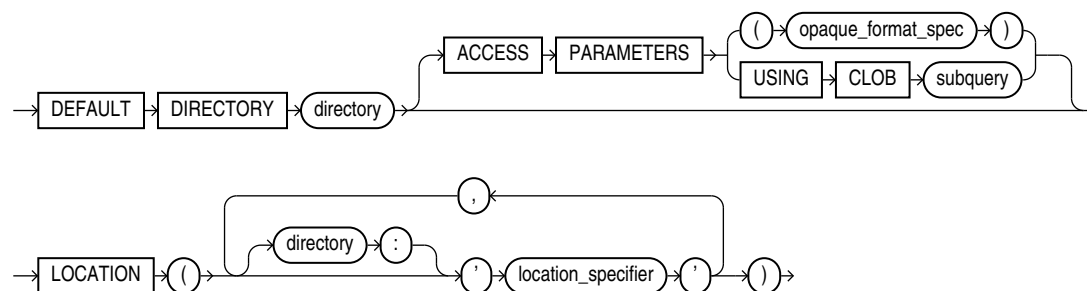 ACCESS PARAMETERS ( opaque_format_spec )
USING CLOB subquery
DEFAULT DIRECTORY directory
,
directory :
LOCATION ( ' location_specifier ' )